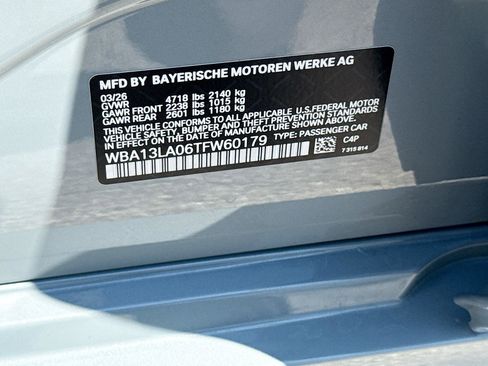 MFD BY BAYERISCHE MOTOREN WERKE AG
03/26
GVWR 4718 lbs 2140 kg
GAWR FRONT 2238 lbs 1015 kg
GAWR REAR 2601 lbs 1180 kg
THIS VEHICLE CONFORMS TO ALL APPLICABLE U.S.FEDERAL MOTOR
VEHICLE SAFETY, BUMPER, AND THEFT PREVENTION STANDARDS
IN EFFECT ON THE DATE OF MANUFACTURE SHOWN ABOVE.
WBA13LA06TFW60179 TYPE: PASSENGER CAR
C4P
7 315 814